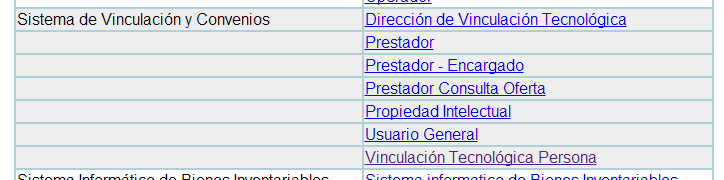 Operador
Sistema de Vinculación y Convenios Dirección de Vinculación Tecnológica
Prestador
Prestador - Encargado
Prestador Consulta Oferta
Propiedad Intelectual
Usuario General
Vinculación Tecnológica Persona
Sistema Informático de Bienes Inventariables Sistema informatico de Bienes Inventariables